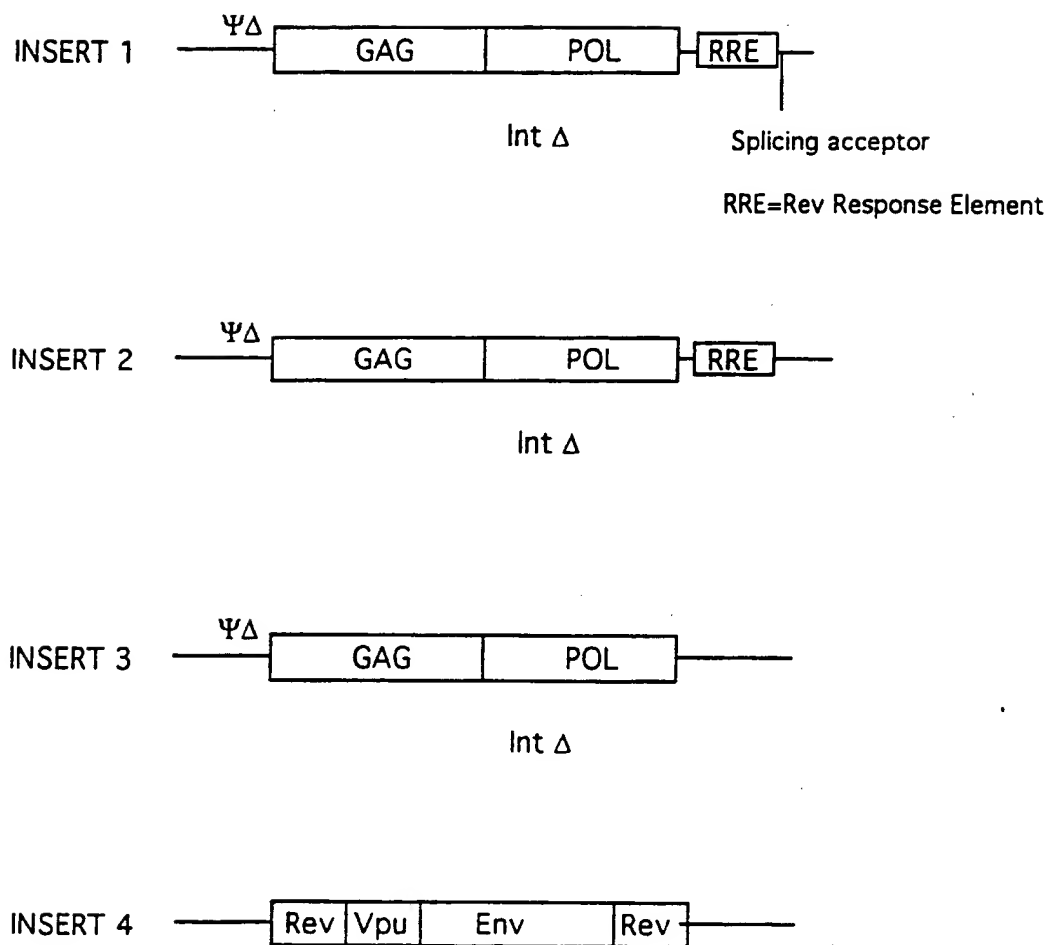 ΨΔ
INSERT 1 GAG POL RRE
Int Δ Splicing acceptor
RRE=Rev Response Element
ΨΔ
INSERT 2 GAG POL RRE
Int Δ
ΨΔ
INSERT 3 GAG POL
Int Δ
INSERT 4 Rev Vpu Env Rev